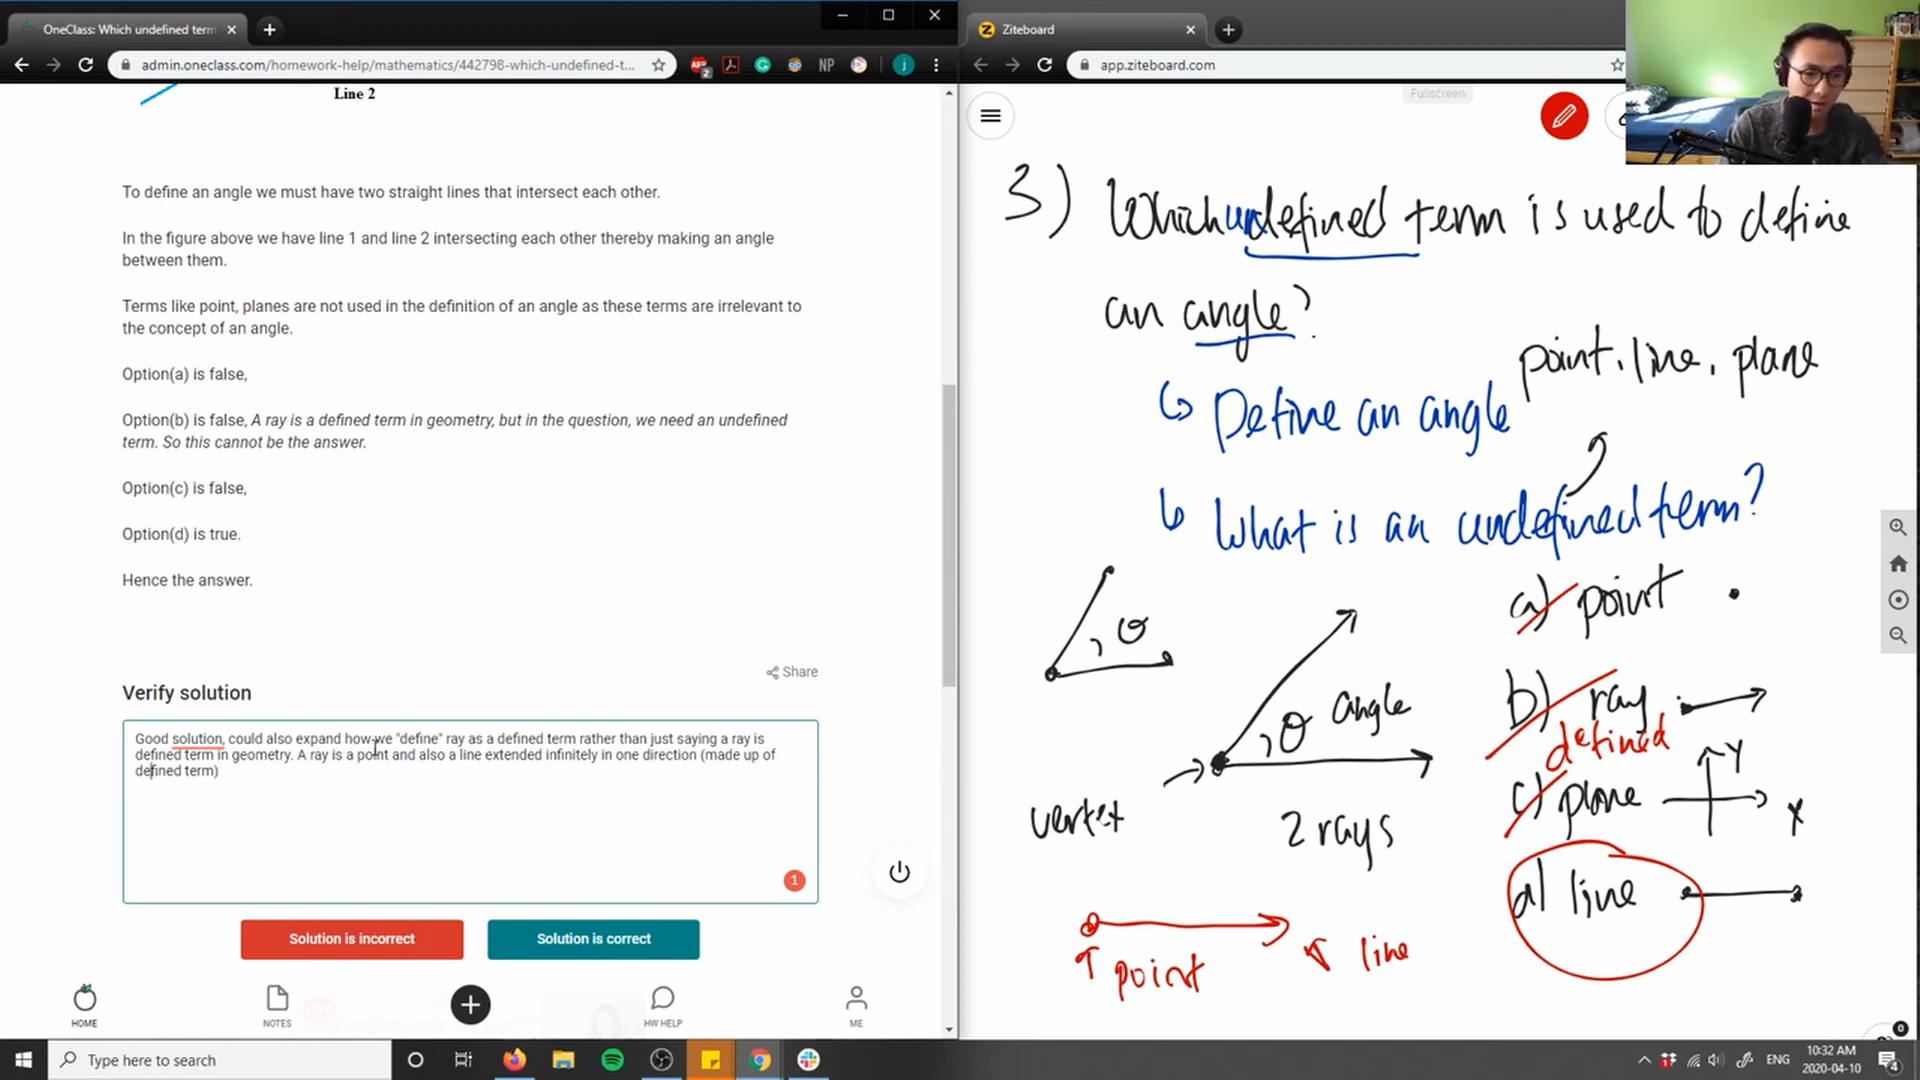 OneClass: Which undefined term
admin.oneclass.com/homework-help/mathematics/442798-which-undefined-t...
2
NP
j
Line 2
To define an angle we must have two straight lines that intersect each other.
In the figure above we have line 1 and line 2 intersecting each other thereby making an angle
between them.
Terms like point, planes are not used in the definition of an angle as these terms are irrelevant to
the concept of an angle.
Option(a) is false,
Option(b) is false, A ray is a defined term in geometry, but in the question, we need an undefined
term. So this cannot be the answer.
Option(c) is false,
Option(d) is true.
Hence the answer.
Share
Verify solution
Good solution, could also expand how we "define" ray as a defined term rather than just saying a ray is
defined term in geometry. A ray is a point and also a line extended infinitely in one direction (made up of
defined term)
1
Solution is incorrect
Solution is correct
HOME
NOTES
HW HELP
ME
Type here to search
Ziteboard
app.ziteboard.com
Fullscreen
3) Which undefined term is used to define
an angle?
point, line, plane
Define an angle
What is an undefined term?
θ
θ angle
vertex
2 rays
point
line
a) point
b) ray
defined
c) plane
Y
X
d) line
0
ENG
10:32 AM
2020-04-10
4